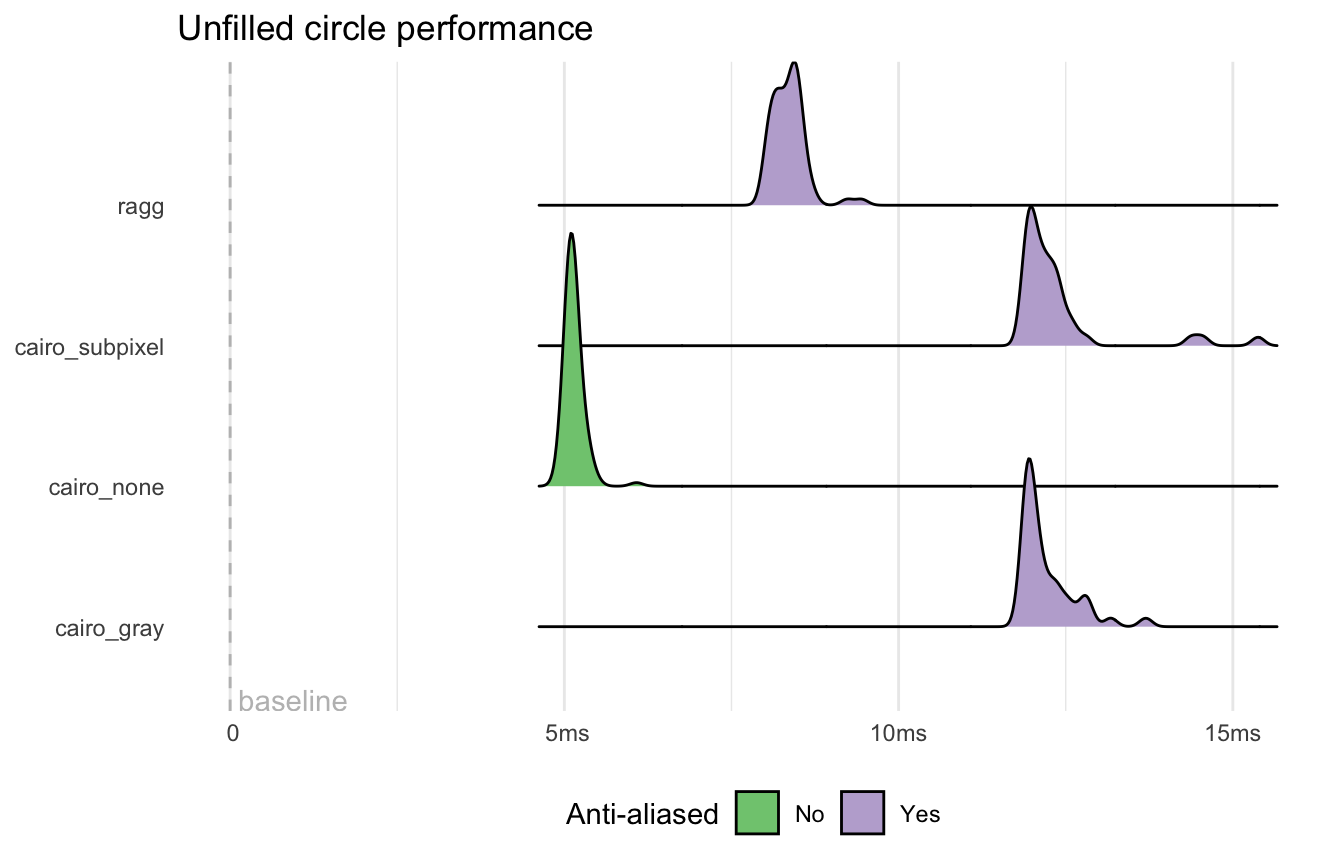 Unfilled circle performance
ragg
cairo_subpixel
cairo_none
cairo_gray
baseline
0 5ms 10ms 15ms
Anti-aliased No Yes